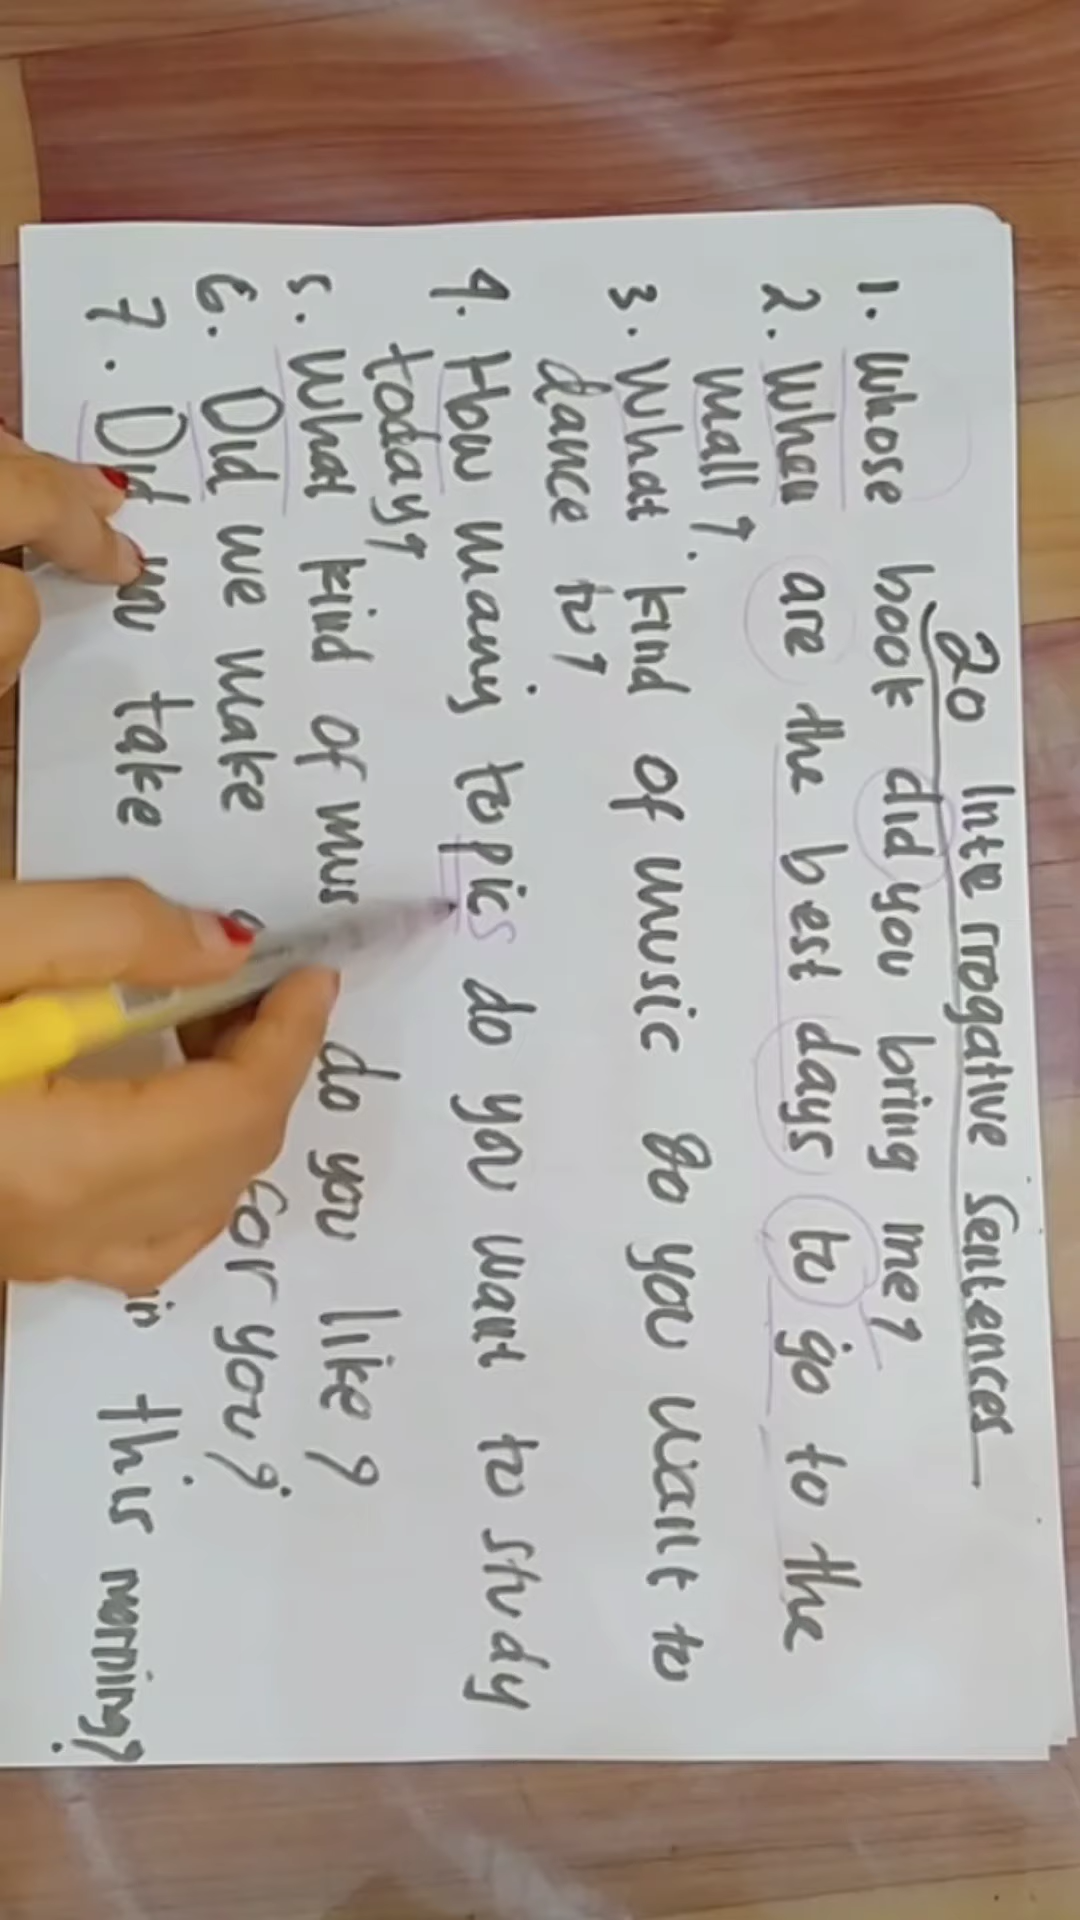 20 Interrogative Sentences
1. Whose book did you bring me?
2. When are the best days to go to the
mall?
3. What kind of music do you want to
dance to?
4. How many topics do you want to study
today?
5. What kind of mus do you like?
6. Did we make for you?
7. Did take this morning?